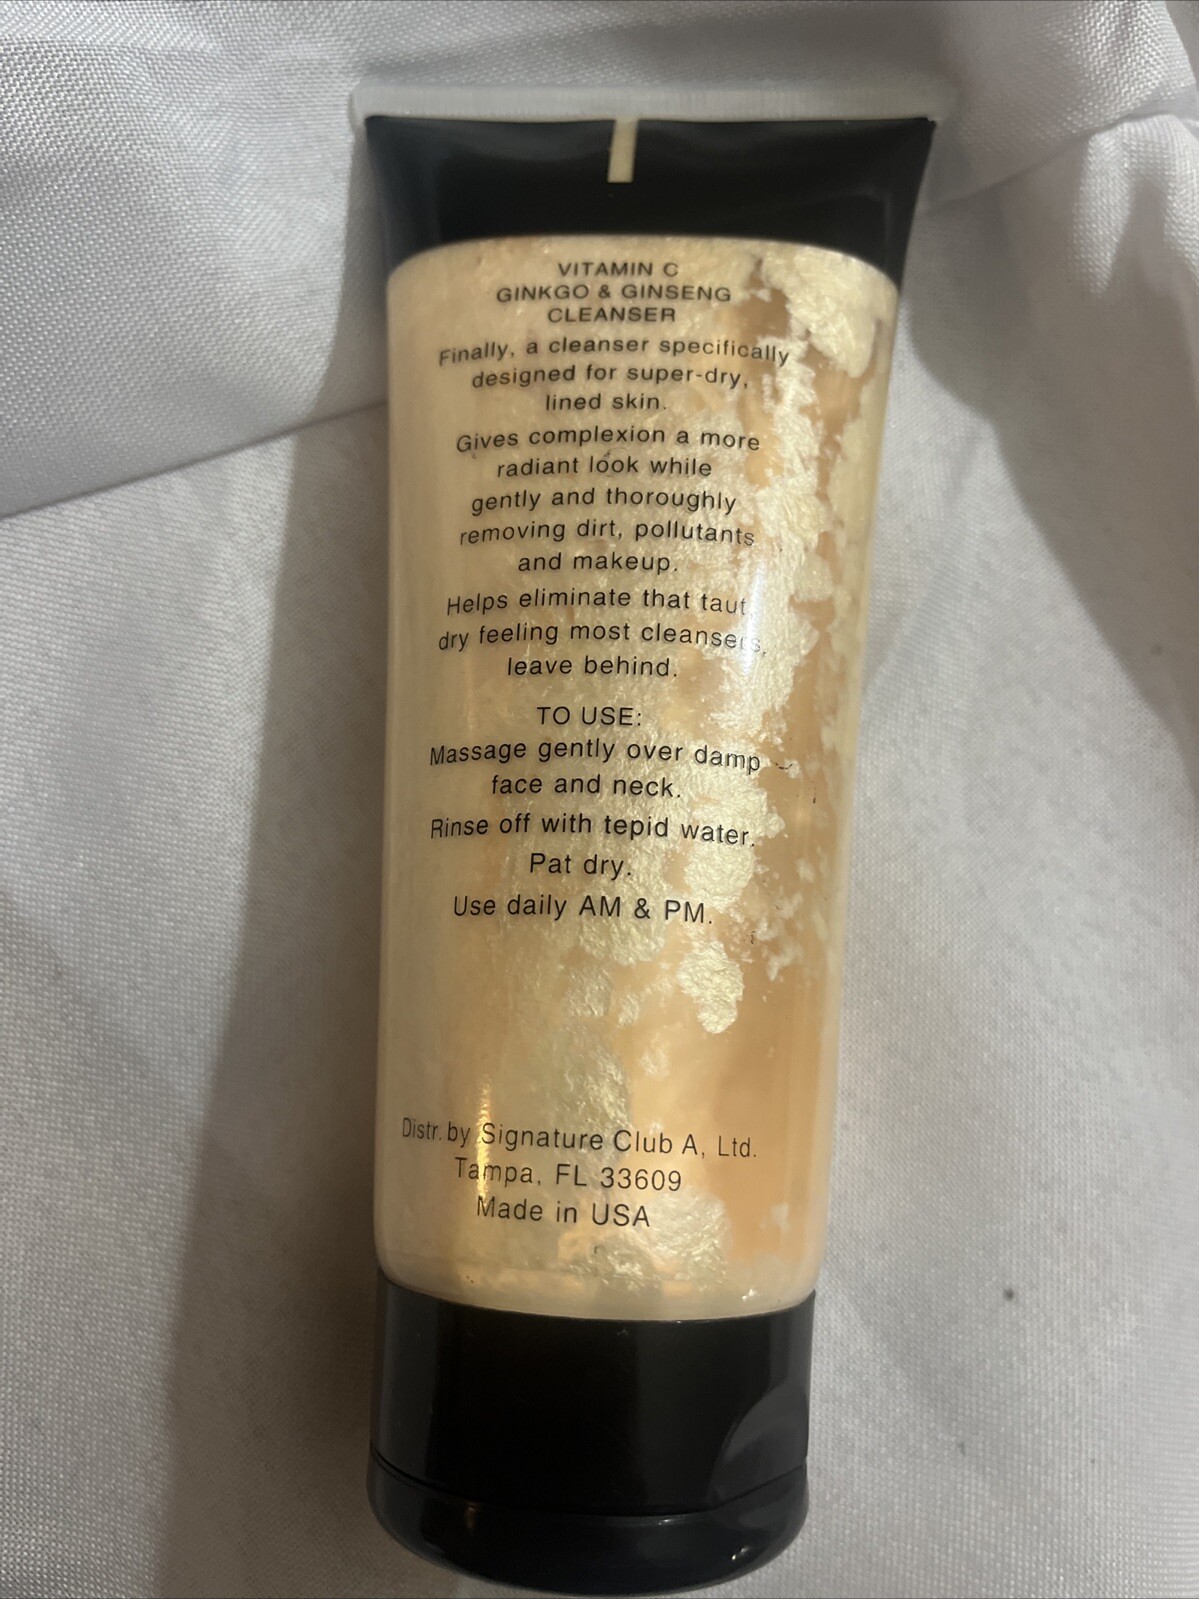 VITAMIN C
GINKGO & GINSENG
CLEANSER
Finally, a cleanser specifically
designed for super-dry,
lined skin.
Gives complexion a more
radiant look while
gently and thoroughly
removing dirt, pollutants
and makeup.
Helps eliminate that taut,
dry feeling most cleansers,
leave behind.
TO USE:
Massage gently over damp
face and neck.
Rinse off with tepid water.
Pat dry.
Use daily AM & PM.
Distr. by Signature Club A, Ltd.
Tampa, FL 33609
Made in USA